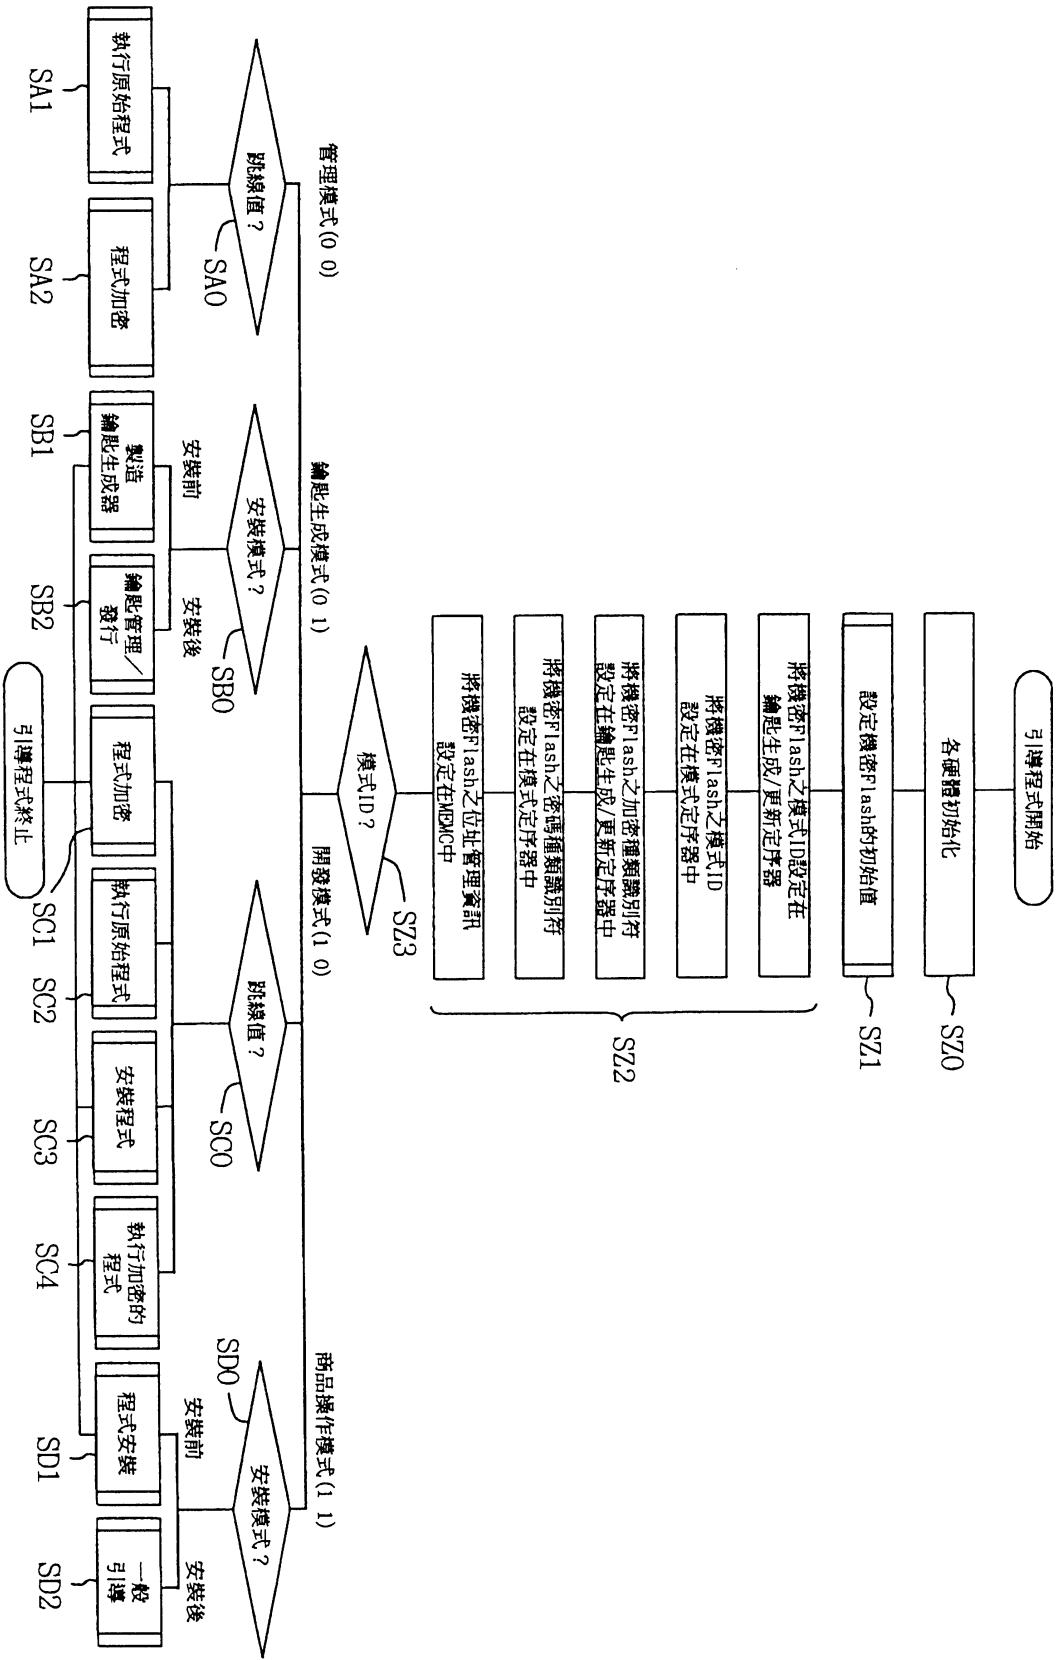 引導程式開始
各硬體初始化
SZ0
設定機密Flash的初始值
SZ1
將機密Flash之模式ID設定在
鑰匙生成/更新定序器
將機密Flash之模式ID
設定在模式定序器中
將機密Flash之加密種類識別符
設定在鑰匙生成/更新定序器中
將機密Flash之密碼種類識別符
設定在模式定序器中
將機密Flash之位址管理資訊
設定在MEMC中
SZ2
模式ID？
SZ3
管理模式(0 0)
鑰匙生成模式(0 1)
開發模式(1 0)
商品操作模式(1 1)
跳線值？
SA0
安裝模式？
SB0
跳線值？
SC0
安裝模式？
SD0
安裝前
安裝後
安裝前
安裝後
執行原始程式
SA1
程式加密
SA2
製造
鑰匙生成器
SB1
鑰匙管理／
發行
SB2
程式加密
SC1
執行原始程式
SC2
安裝程式
SC3
執行加密的
程式
SC4
程式安裝
SD1
一般
引導
SD2
引導程式終止